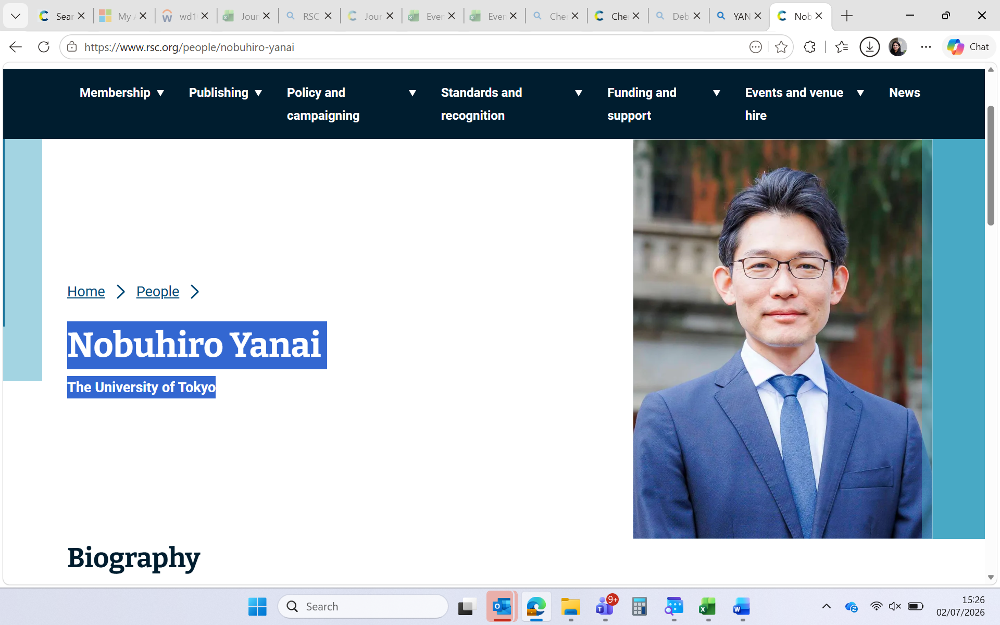 Sear
My A
wd1
Jour
RSC
Jour
Ever
Ever
Che
Che
Deb
YAN
Nob
https://www.rsc.org/people/nobuhiro-yanai
Chat
Membership
Publishing
Policy and
campaigning
Standards and
recognition
Funding and
support
Events and venue
hire
News
Home
People
Nobuhiro Yanai
The University of Tokyo
Biography
Search
9+
15:26
02/07/2026